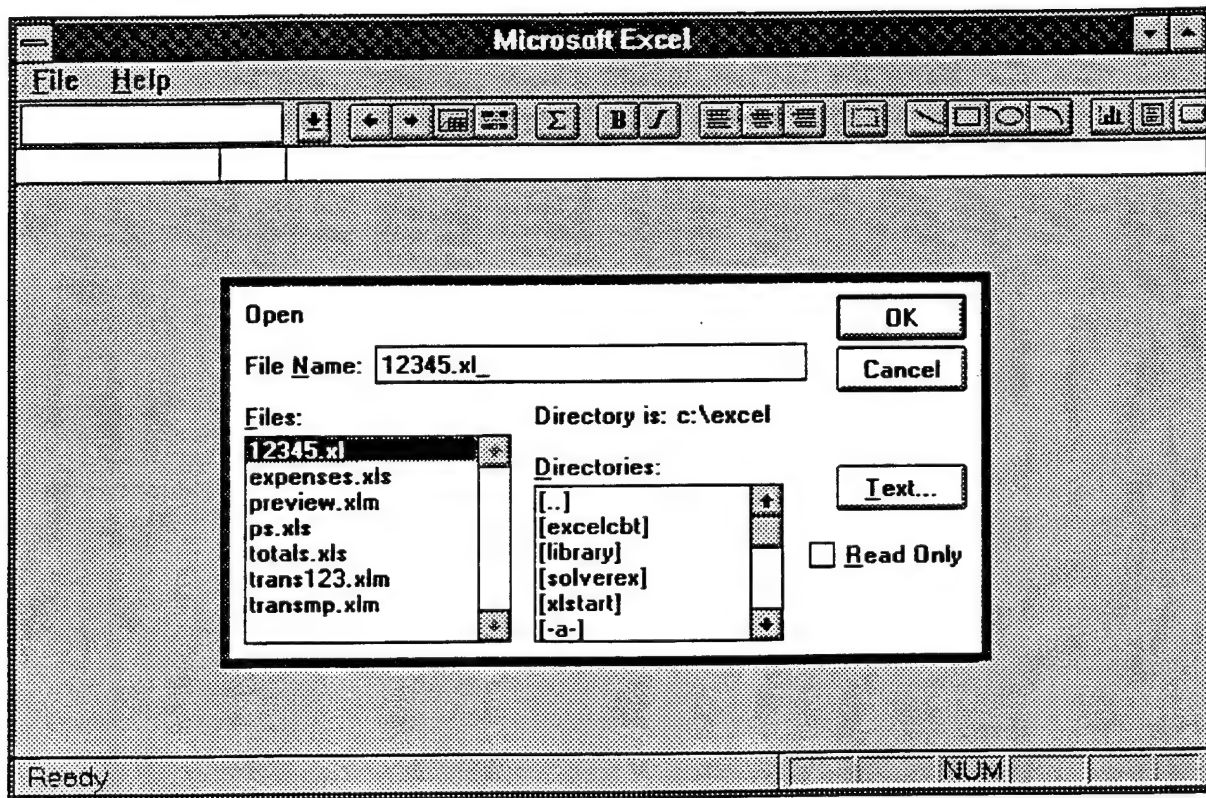 Microsoft Excel
File Help
Σ B I
Open
OK
File Name: 12345.xl_
Cancel
Files:
Directory is: c:\excel
12345.xl
expenses.xls
preview.xlm
ps.xls
totals.xls
trans123.xlm
transmp.xlm
Directories:
[..]
[excelcbt]
[library]
[solverex]
[xlstart]
[-a-]
Text...
Read Only
Ready NUM